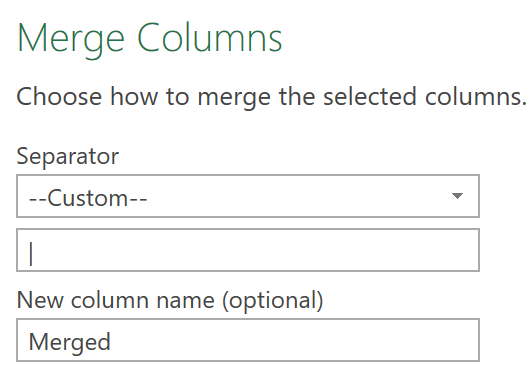 Merge Columns
Choose how to merge the selected columns.
Separator
--Custom--
|
New column name (optional)
Merged